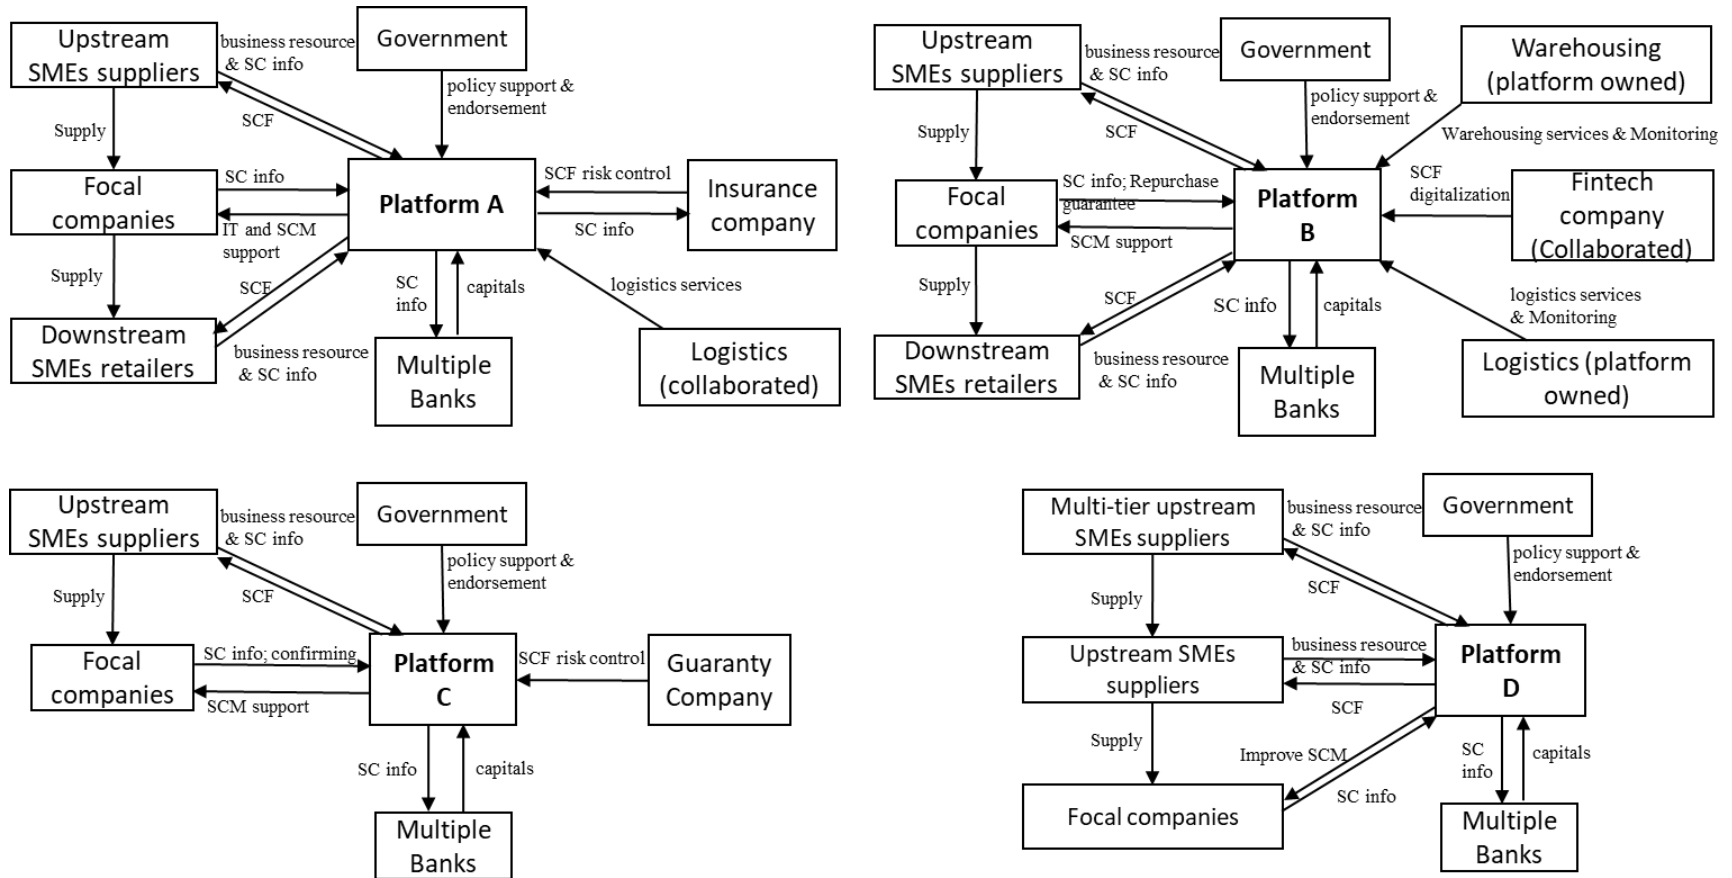 Upstream
SMEs suppliers
business resource
& SC info
Government
policy support &
endorsement
SCF
Supply
Focal
companies
SC info
IT and SCM
support
Platform A
SCF risk control
SC info
Insurance
company
Supply
SCF
business resource
& SC info
Downstream
SMEs retailers
SC
info
capitals
Multiple
Banks
logistics services
Logistics
(collaborated)
Upstream
SMEs suppliers
business resource
& SC info
Government
policy support &
endorsement
Warehousing
(platform owned)
Warehousing services & Monitoring
SCF
Supply
Focal
companies
SC info; Repurchase
guarantee
SCM support
Platform
B
SCF
digitalization
Fintech
company
(Collaborated)
Supply
SCF
business resource
& SC info
Downstream
SMEs retailers
SC info
capitals
Multiple
Banks
logistics services
& Monitoring
Logistics (platform
owned)
Upstream
SMEs suppliers
business resource
& SC info
Government
policy support &
endorsement
SCF
Supply
Focal
companies
SC info; confirming
SCM support
Platform
C
SCF risk control
Guaranty
Company
SC info
capitals
Multiple
Banks
Multi-tier upstream
SMEs suppliers
business resource
& SC info
Government
policy support &
endorsement
SCF
Supply
Upstream SMEs
suppliers
business resource
& SC info
SCF
Platform
D
Supply
Improve SCM
SC info
Focal companies
SC
info
capitals
Multiple
Banks